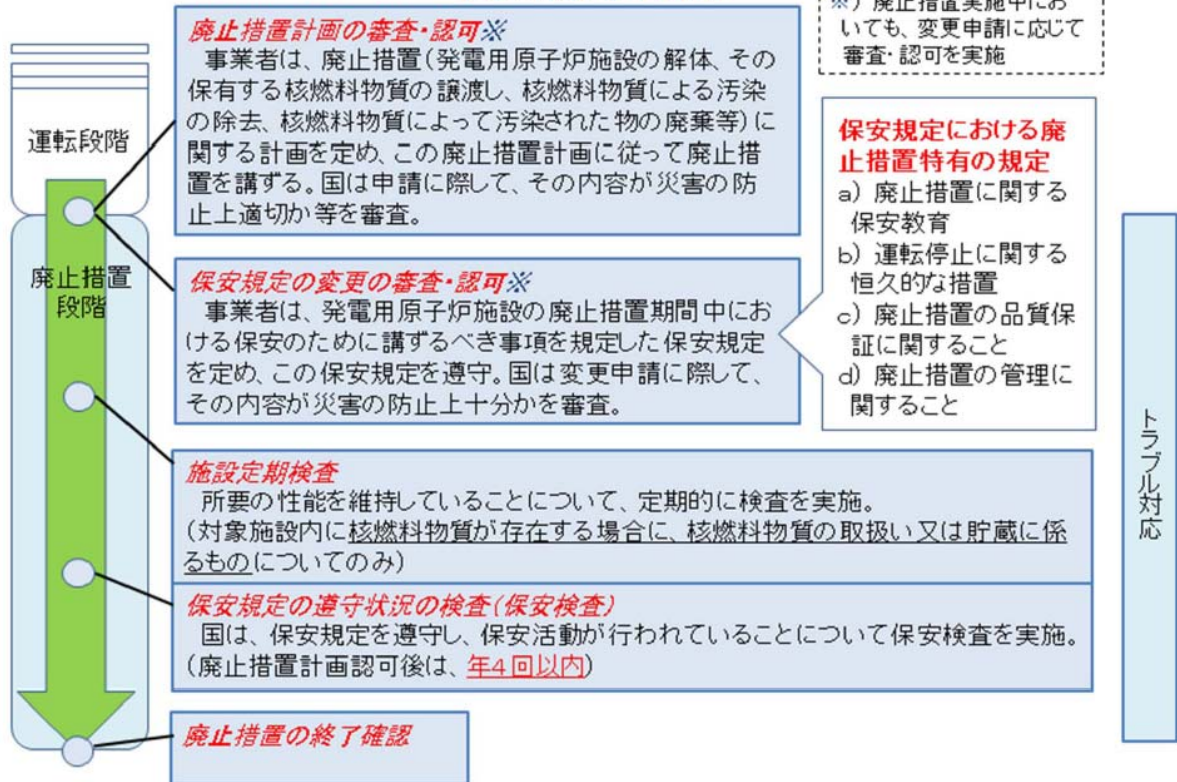 ※）廃止措置実施中にお
いても、変更申請に応じて
審査・認可を実施
廃止措置計画の審査・認可※
事業者は、廃止措置（発電用原子炉施設の解体、その
保有する核燃料物質の譲渡し、核燃料物質による汚染
の除去、核燃料物質によって汚染された物の廃棄等）に
関する計画を定め、この廃止措置計画に従って廃止措
置を講ずる。国は申請に際して、その内容が災害の防
止上適切か等を審査。
運転段階
廃止措置
段階
保安規定の変更の審査・認可※
事業者は、発電用原子炉施設の廃止措置期間中にお
ける保安のために講ずるべき事項を規定した保安規定
を定め、この保安規定を遵守。国は変更申請に際して、
その内容が災害の防止上十分かを審査。
保安規定における廃
止措置特有の規定
a）廃止措置に関する
保安教育
b）運転停止に関する
恒久的な措置
c）廃止措置の品質保
証に関すること
d）廃止措置の管理に
関すること
施設定期検査
所要の性能を維持していることについて、定期的に検査を実施。
（対象施設内に核燃料物質が存在する場合に、核燃料物質の取扱い又は貯蔵に係
るものについてのみ）
保安規定の遵守状況の検査（保安検査）
国は、保安規定を遵守し、保安活動が行われていることについて保安検査を実施。
（廃止措置計画認可後は、年４回以内）
廃止措置の終了確認
トラブル対応